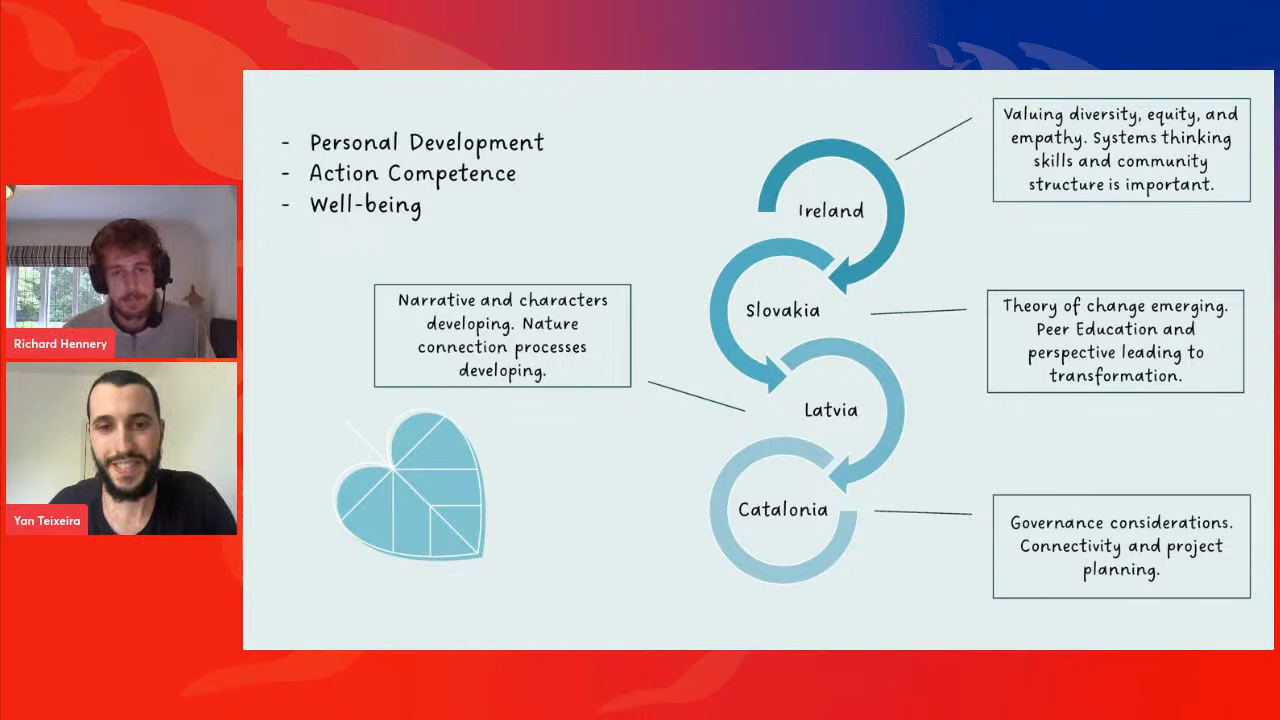 - Personal Development
- Action Competence
- Well-being
Valuing diversity, equity, and
empathy. Systems thinking
skills and community
structure is important.
Ireland
Narrative and characters
developing. Nature
connection processes
developing.
Slovakia
Theory of change emerging.
Peer Education and
perspective leading to
transformation.
Latvia
Catalonia
Governance considerations.
Connectivity and project
planning.
Richard Hennery
Yan Teixeira